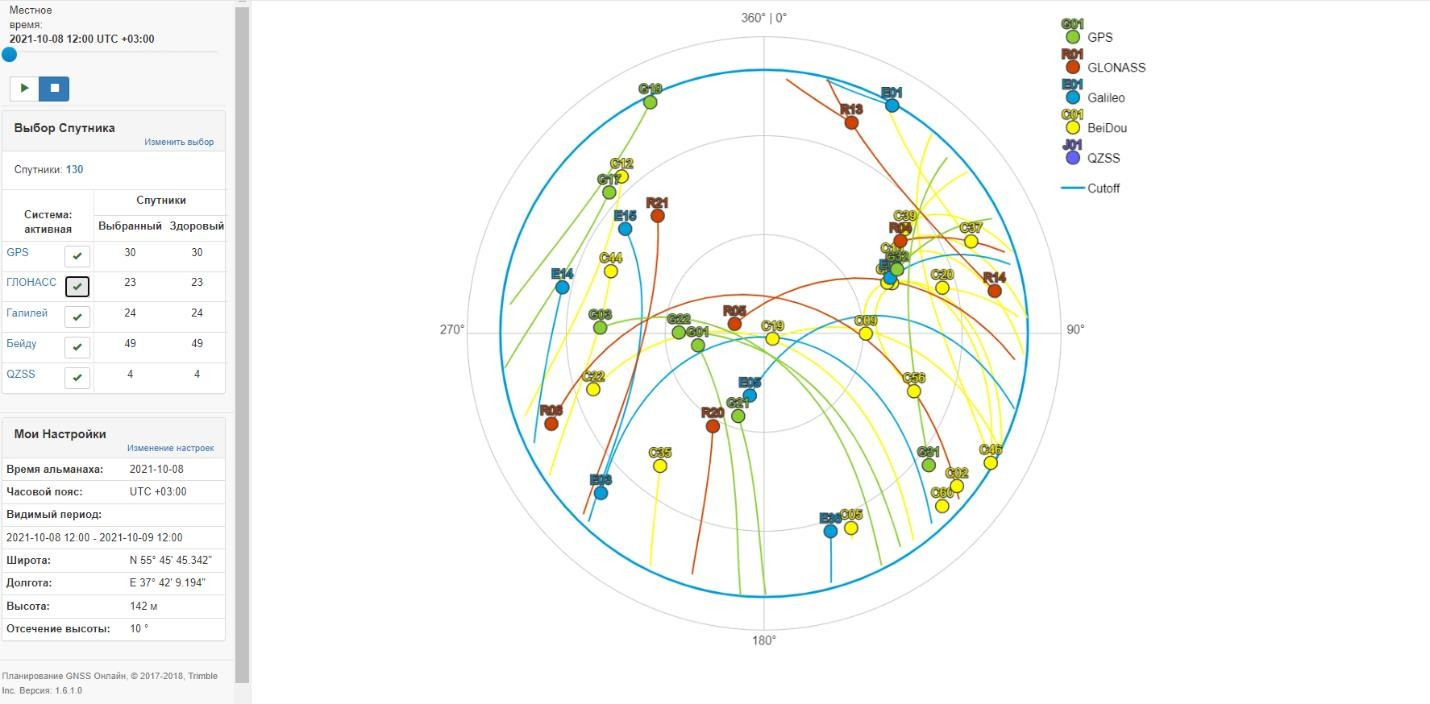 Местное
время:
2021-10-08 12:00 UTC +03:00
Выбор Спутника
Изменить выбор
Спутники: 130
Система:
активная
Спутники
Выбранный Здоровый
GPS 30 30
ГЛОНАСС 23 23
Галилей 24 24
Бейду 49 49
QZSS 4 4
Мои Настройки
Изменение настроек
Время альманаха: 2021-10-08
Часовой пояс: UTC +03:00
Видимый период:
2021-10-08 12:00 - 2021-10-09 12:00
Широта: N 55° 45' 45.342"
Долгота: E 37° 42' 9.194"
Высота: 142 м
Отсечение высоты: 10 °
Планирование GNSS Онлайн, © 2017-2018, Trimble
Inc. Версия: 1.6.1.0
360° | 0°
G19
E01
R13
C12
G17
R21
E15
C39
C37
C44
G32
E14
C20
R14
G03
G22
R05
C19
C09
270°
90°
G01
C22
E05
C56
G21
R20
C35
G31
C46
C02
E03
C60
E36
C05
180°
G01
GPS
R01
GLONASS
E01
Galileo
C01
BeiDou
J01
QZSS
Cutoff